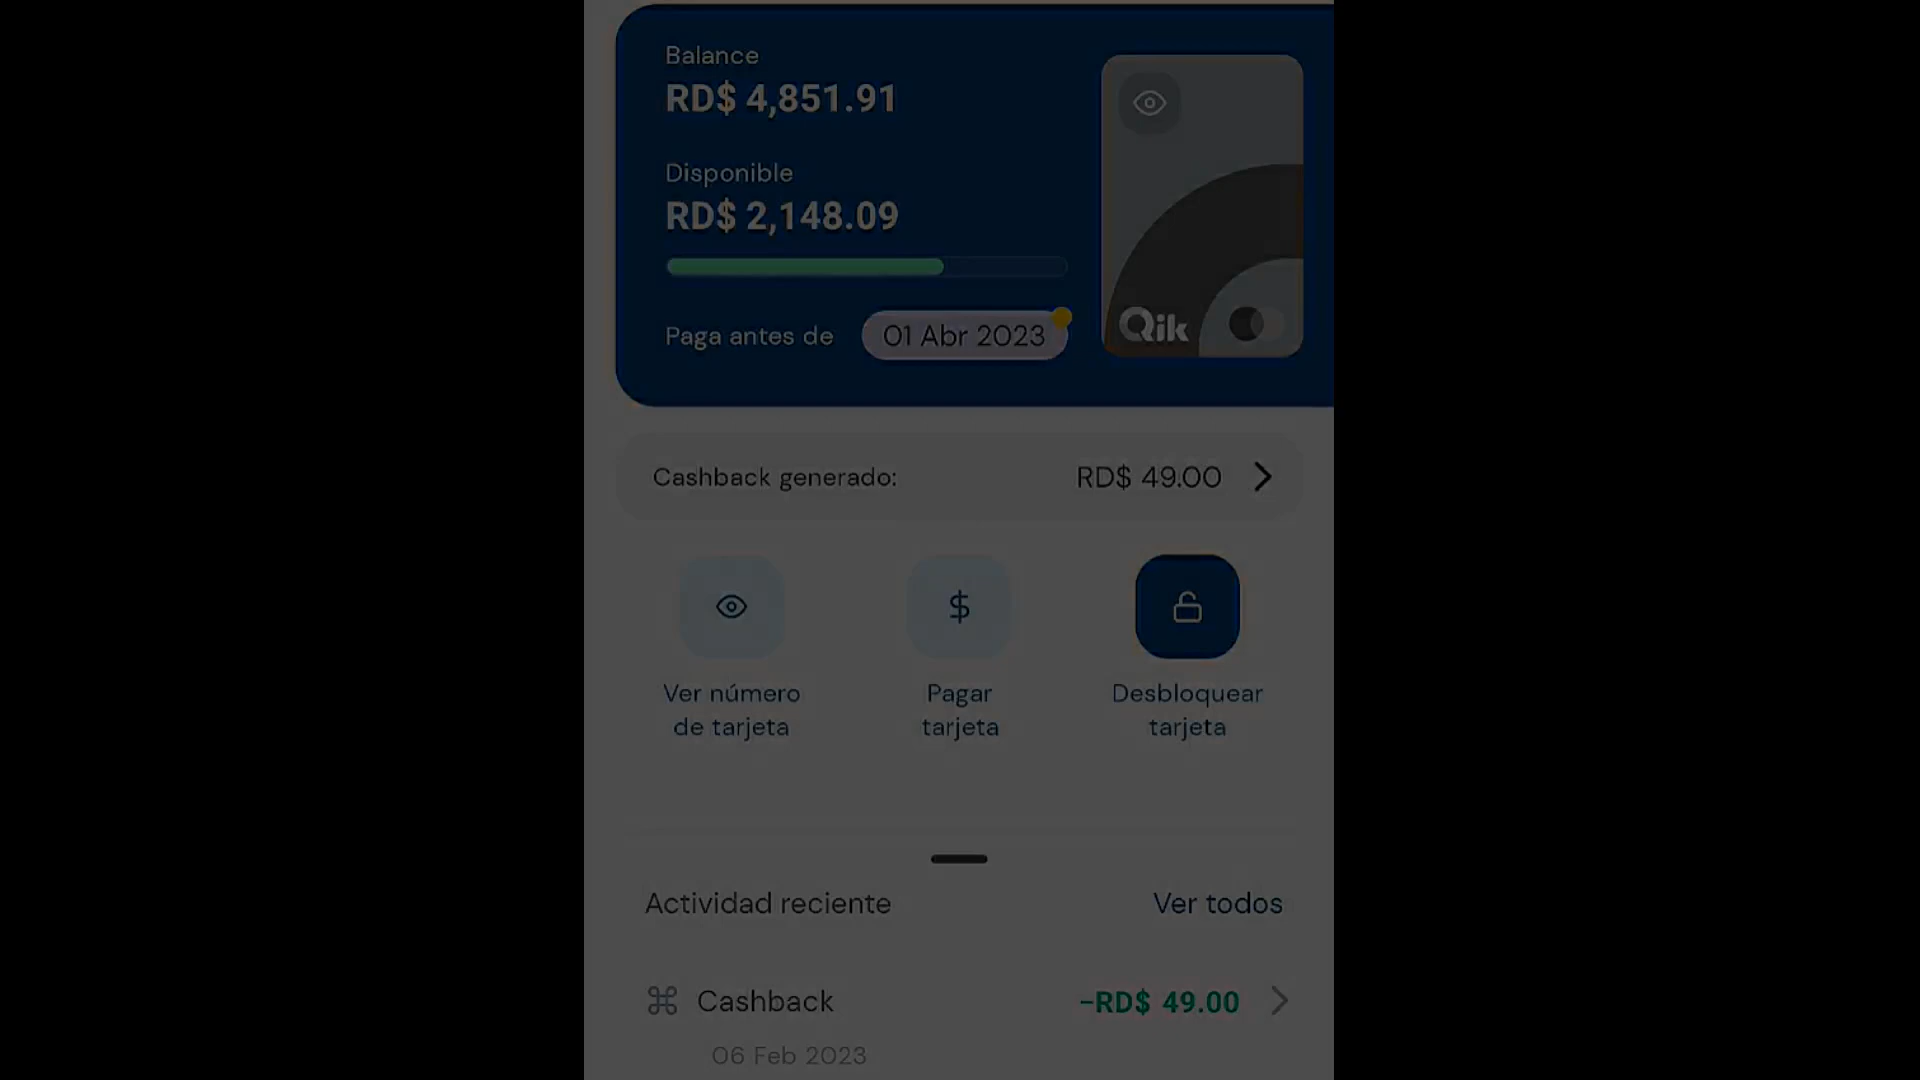 Balance
RD$ 4,851.91
Disponible
RD$ 2,148.09
Paga antes de 01 Abr 2023
Qik
Cashback generado: RD$ 49.00
Ver número
de tarjeta
Pagar
tarjeta
Desbloquear
tarjeta
Actividad reciente Ver todos
Cashback -RD$ 49.00
06 Feb 2023